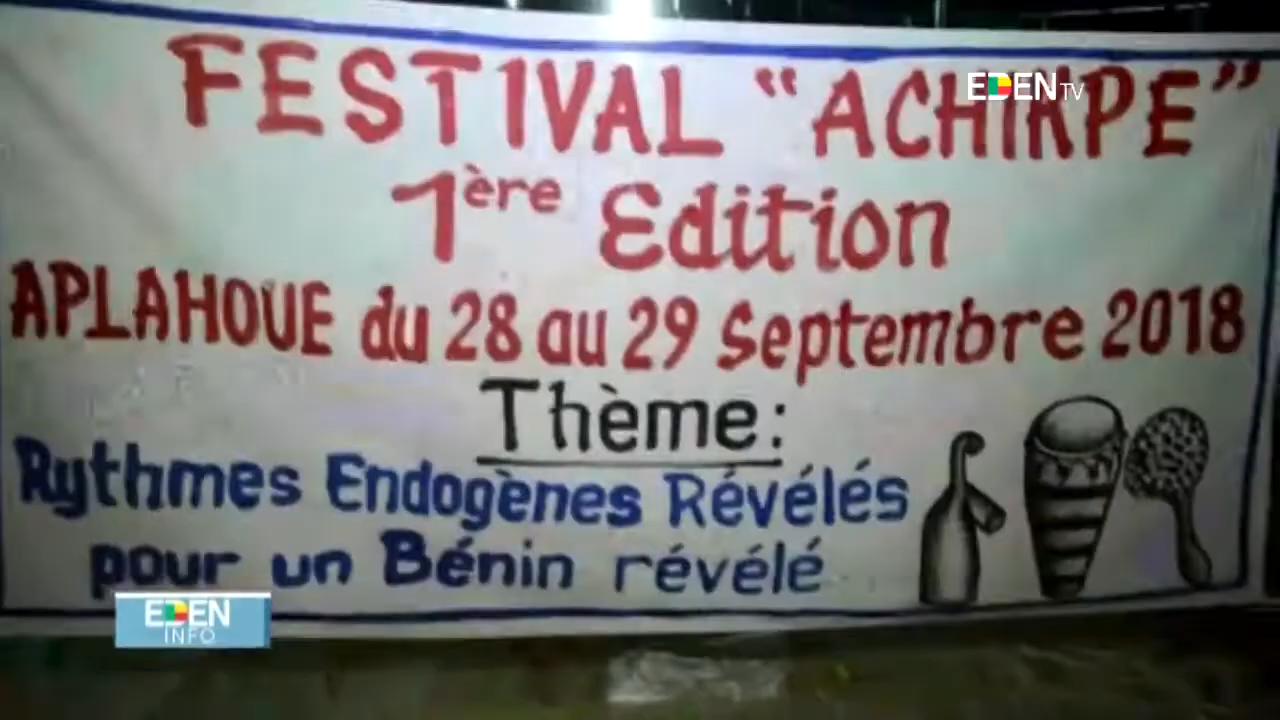 FESTIVAL "ACHIKPE"
EDEN TV
1ère Edition
APLAHOUE du 28 au 29 Septembre 2018
Thème:
Rythmes Endogènes Révélés
pour un Bénin révélé
EDEN
INFO